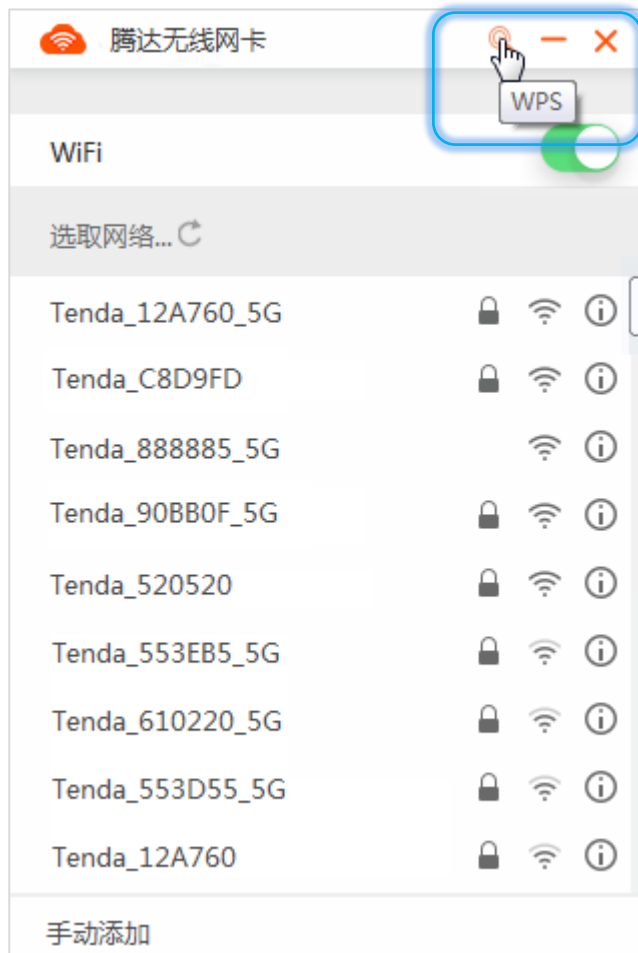 腾达无线网卡
WPS
WiFi
选取网络...
Tenda_12A760_5G
Tenda_C8D9FD
Tenda_888885_5G
Tenda_90BB0F_5G
Tenda_520520
Tenda_553EB5_5G
Tenda_610220_5G
Tenda_553D55_5G
Tenda_12A760
手动添加